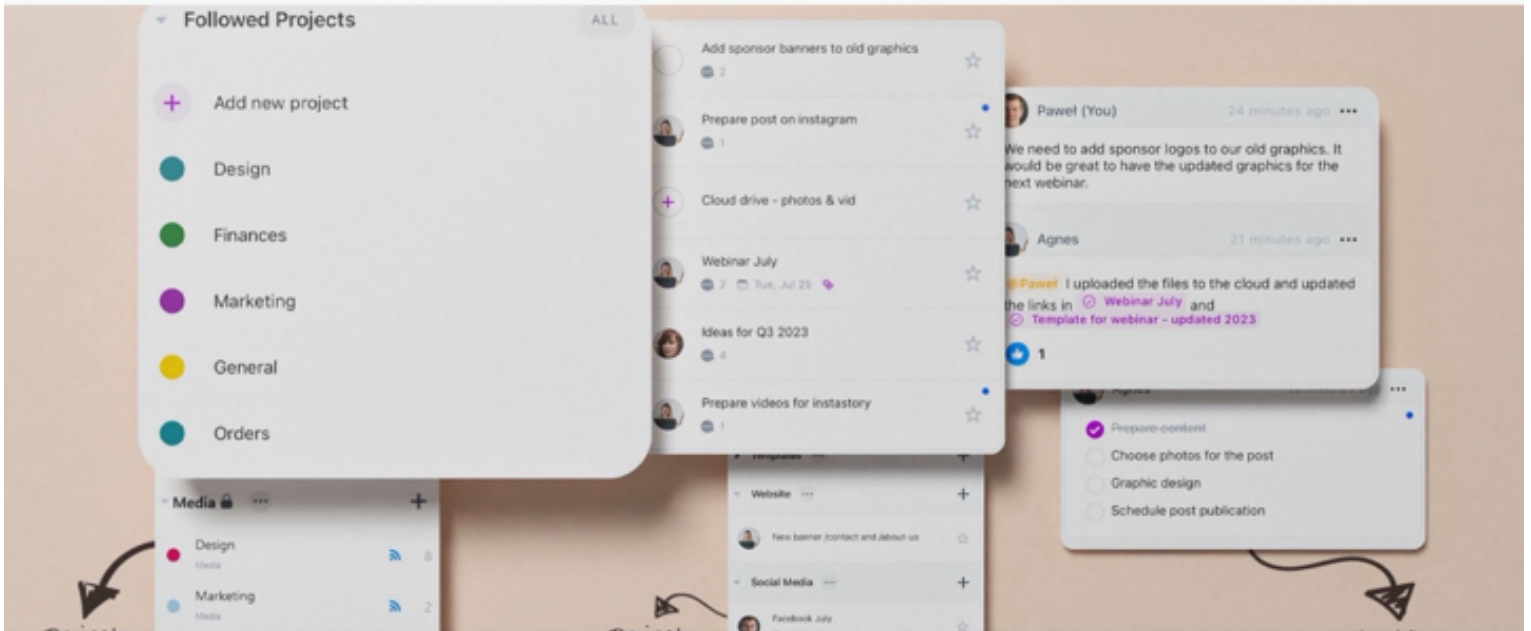 Followed Projects
ALL
Add new project
Design
Finances
Marketing
General
Orders
Add sponsor banners to old graphics
2
Prepare post on instagram
1
Cloud drive - photos & vid
Webinar July
2 Tue, Jul 25
Ideas for Q3 2023
4
Prepare videos for instastory
1
Paweł (You) 24 minutes ago
We need to add sponsor logos to our old graphics. It
would be great to have the updated graphics for the
next webinar.
Agnes 21 minutes ago
@Paweł I uploaded the files to the cloud and updated
the links in Webinar July and
Template for webinar - updated 2023
1
Agnes
Prepare content
Choose photos for the post
Graphic design
Schedule post publication
Media
Design 8
Media
Marketing 2
Media
Templates
Website
New banner /contact and /about-us
Social Media
Facebook July